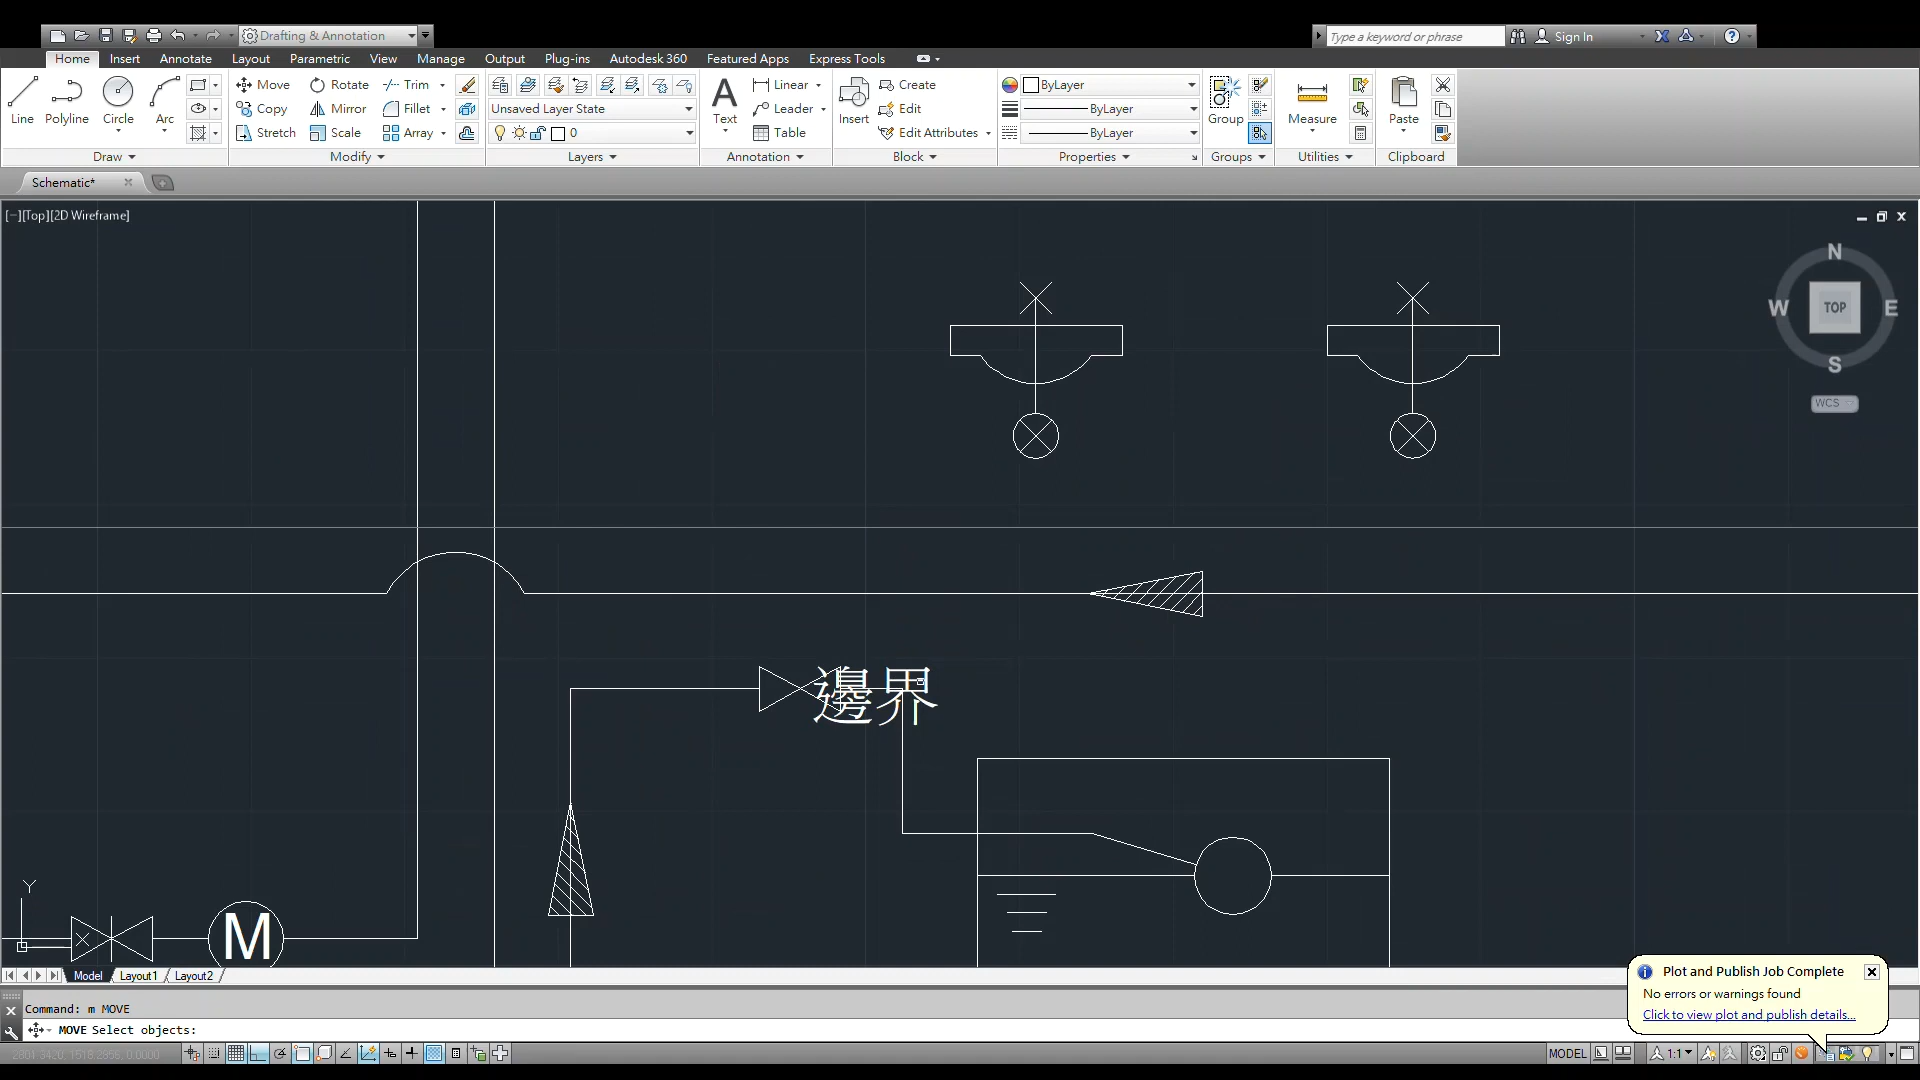 Drafting & Annotation
Type a keyword or phrase
Sign In
Home Insert Annotate Layout Parametric View Manage Output Plug-ins Autodesk 360 Featured Apps Express Tools
Line Polyline Circle Arc
Move Rotate Trim
Copy Mirror Fillet
Stretch Scale Array
Unsaved Layer State
0
Text
Linear
Leader
Table
Insert
Create
Edit
Edit Attributes
ByLayer
ByLayer
ByLayer
Group
Measure
Paste
Draw Modify Layers Annotation Block Properties Groups Utilities Clipboard
Schematic*
[−][Top][2D Wireframe]
N
W TOP E
S
WCS
邊界
Y
M
Model Layout1 Layout2
Plot and Publish Job Complete
No errors or warnings found
Click to view plot and publish details...
Command: m MOVE
MOVE Select objects:
MODEL 1:1